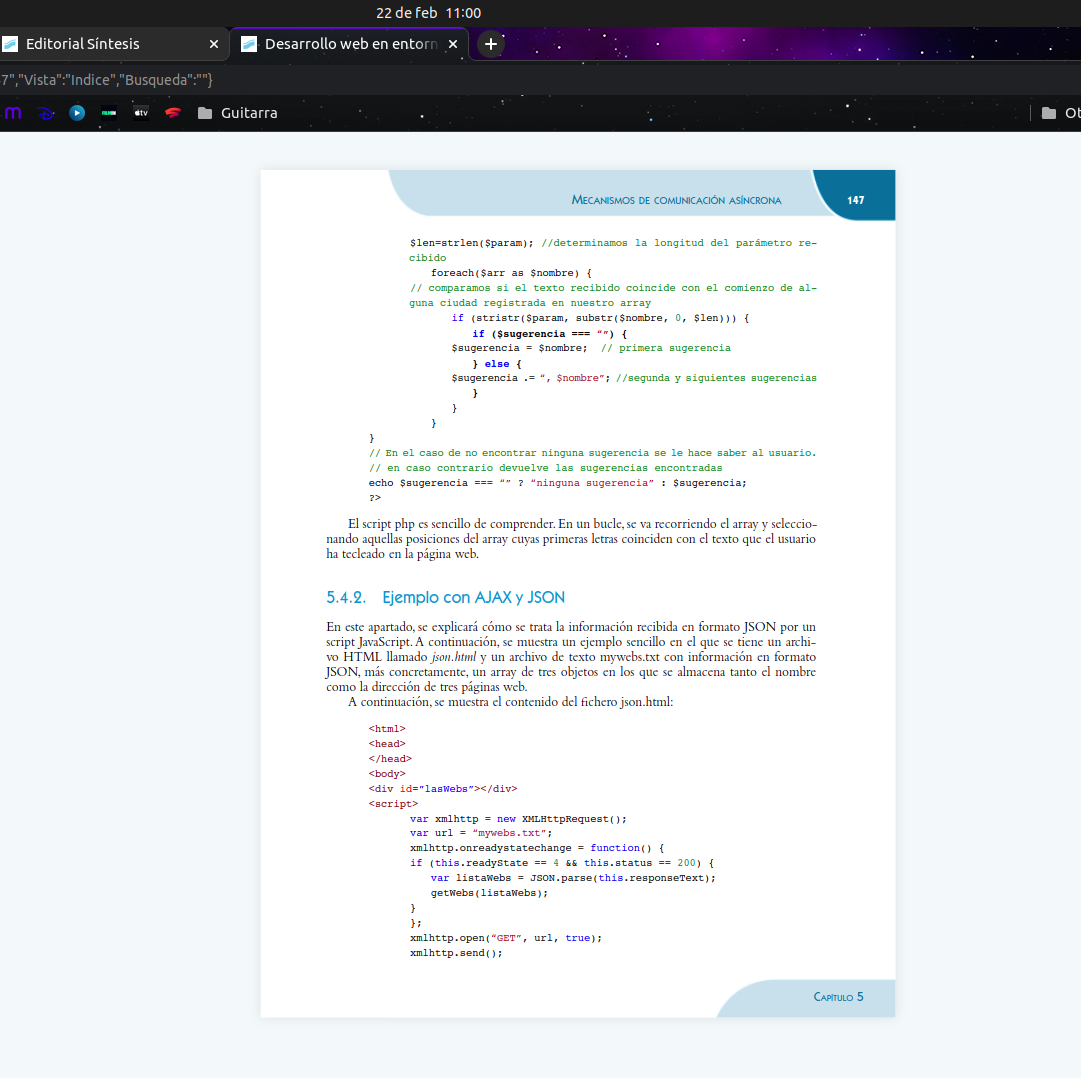 22 de feb 11:00
Editorial Síntesis × Desarrollo web en entorn × +
7","Vista":"Indice","Busqueda":""}
m tv Guitarra Ot
Mecanismos de comunicación asíncrona 147
$len=strlen($param); //determinamos la longitud del parámetro re-
cibido
foreach($arr as $nombre) {
// comparamos si el texto recibido coincide con el comienzo de al-
guna ciudad registrada en nuestro array
if (stristr($param, substr($nombre, 0, $len))) {
if ($sugerencia === “”) {
$sugerencia = $nombre; // primera sugerencia
} else {
$sugerencia .= “, $nombre”; //segunda y siguientes sugerencias
}
}
}
}
// En el caso de no encontrar ninguna sugerencia se le hace saber al usuario.
// en caso contrario devuelve las sugerencias encontradas
echo $sugerencia === “” ? “ninguna sugerencia” : $sugerencia;
?>
El script php es sencillo de comprender. En un bucle, se va recorriendo el array y seleccio-
nando aquellas posiciones del array cuyas primeras letras coinciden con el texto que el usuario
ha tecleado en la página web.
5.4.2. Ejemplo con AJAX y JSON
En este apartado, se explicará cómo se trata la información recibida en formato JSON por un
script JavaScript. A continuación, se muestra un ejemplo sencillo en el que se tiene un archi-
vo HTML llamado json.html y un archivo de texto mywebs.txt con información en formato
JSON, más concretamente, un array de tres objetos en los que se almacena tanto el nombre
como la dirección de tres páginas web.
A continuación, se muestra el contenido del fichero json.html:
<html>
<head>
</head>
<body>
<div id=“lasWebs”></div>
<script>
var xmlhttp = new XMLHttpRequest();
var url = “mywebs.txt”;
xmlhttp.onreadystatechange = function() {
if (this.readyState == 4 && this.status == 200) {
var listaWebs = JSON.parse(this.responseText);
getWebs(listaWebs);
}
};
xmlhttp.open(“GET”, url, true);
xmlhttp.send();
Capítulo 5